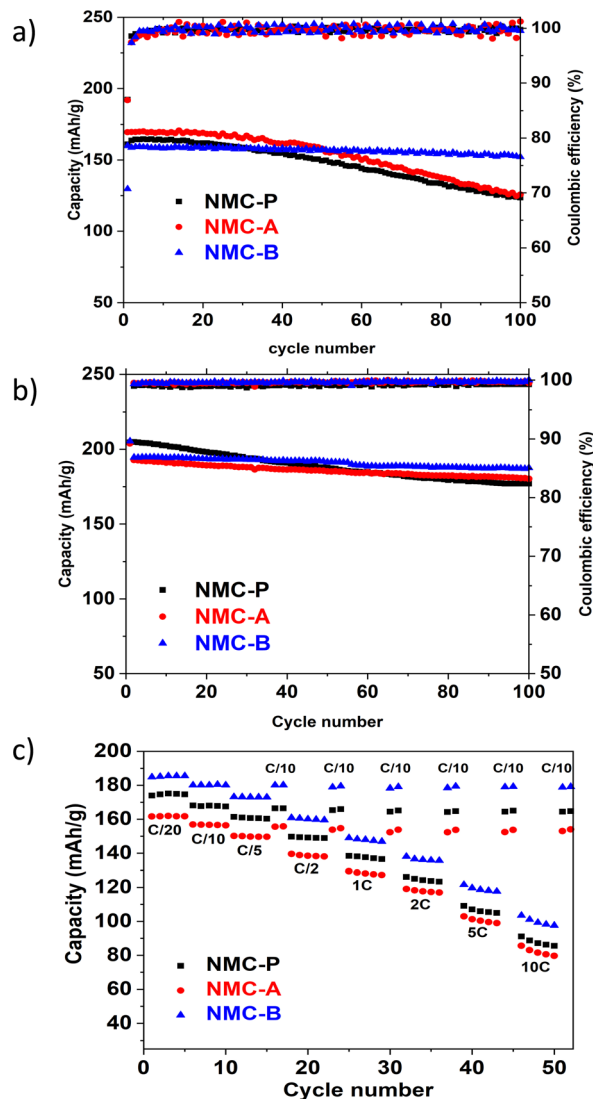 a)
250
200
150
100
50
Capacity (mAh/g)
100
90
80
70
60
50
Coulombic efficiency (%)
NMC-P
NMC-A
NMC-B
0 20 40 60 80 100
cycle number
b)
250
200
150
100
50
Capacity (mAh/g)
100
90
80
70
60
50
Coulombic efficiency (%)
NMC-P
NMC-A
NMC-B
0 20 40 60 80 100
Cycle number
c)
200
180
160
140
120
100
80
60
40
Capacity (mAh/g)
C/10 C/10 C/10 C/10 C/10 C/10
C/20
C/10
C/5
C/2
1C
2C
5C
10C
NMC-P
NMC-A
NMC-B
0 10 20 30 40 50
Cycle number